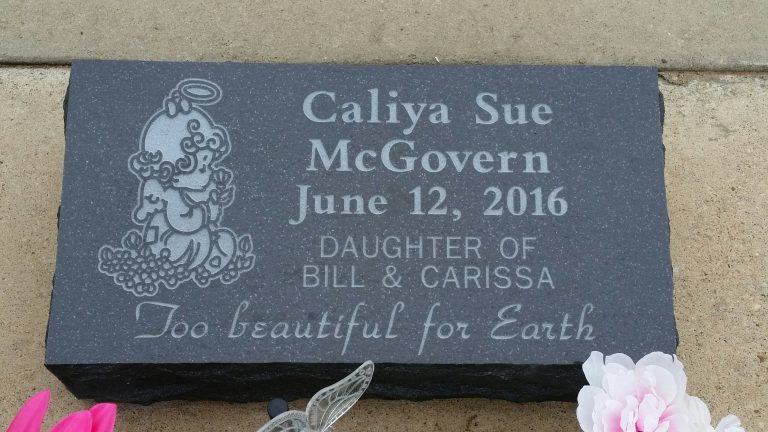 Caliya Sue
McGovern
June 12, 2016
DAUGHTER OF
BILL & CARISSA
Too beautiful for Earth